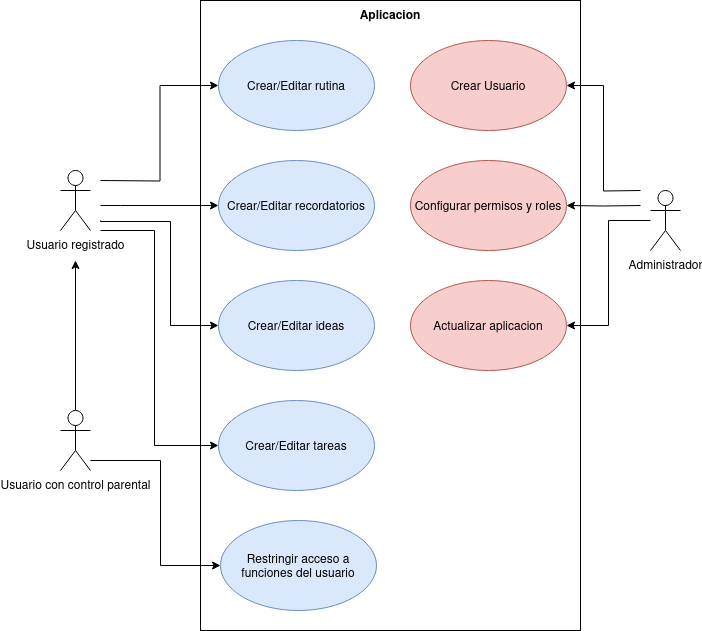 Aplicacion
Crear/Editar rutina
Crear Usuario
Crear/Editar recordatorios
Configurar permisos y roles
Usuario registrado
Administrador
Crear/Editar ideas
Actualizar aplicacion
Crear/Editar tareas
Usuario con control parental
Restringir acceso a
funciones del usuario